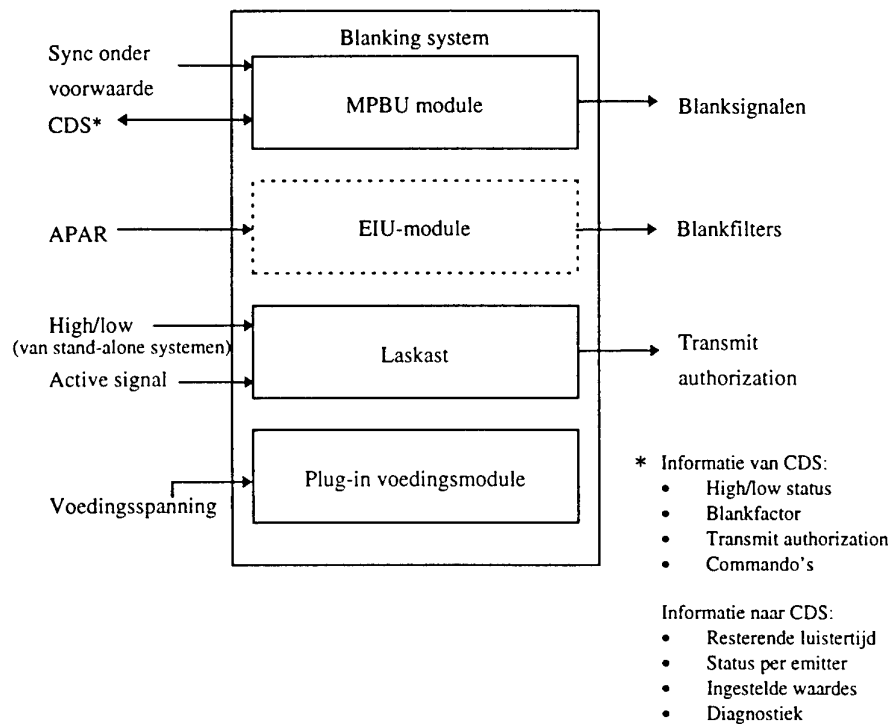 Blanking system
Sync onder
voorwaarde
CDS*
MPBU module
Blanksignalen
APAR
EIU-module
Blankfilters
High/low
(van stand-alone systemen)
Active signal
Laskast
Transmit
authorization
Voedingsspanning
Plug-in voedingsmodule
* Informatie van CDS:
• High/low status
• Blankfactor
• Transmit authorization
• Commando's
Informatie naar CDS:
• Resterende luistertijd
• Status per emitter
• Ingestelde waardes
• Diagnostiek